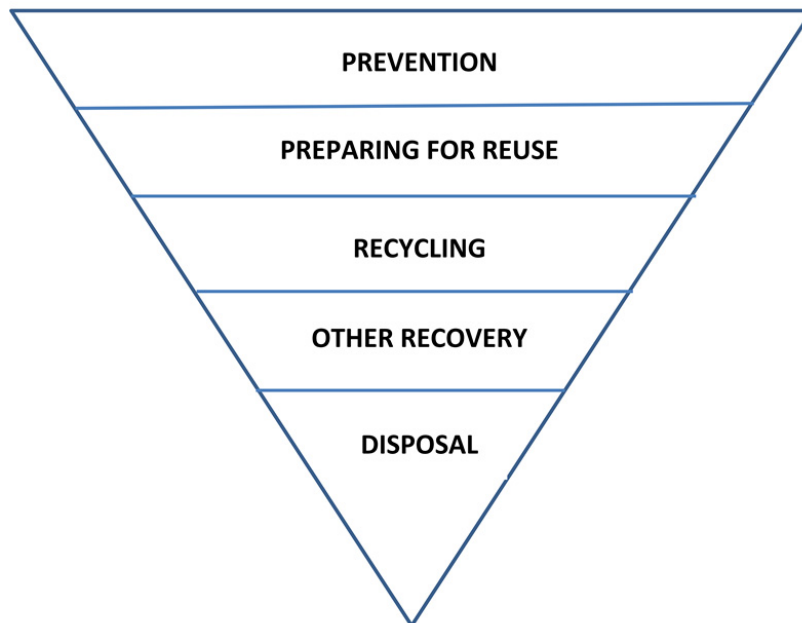 PREVENTION
PREPARING FOR REUSE
RECYCLING
OTHER RECOVERY
DISPOSAL